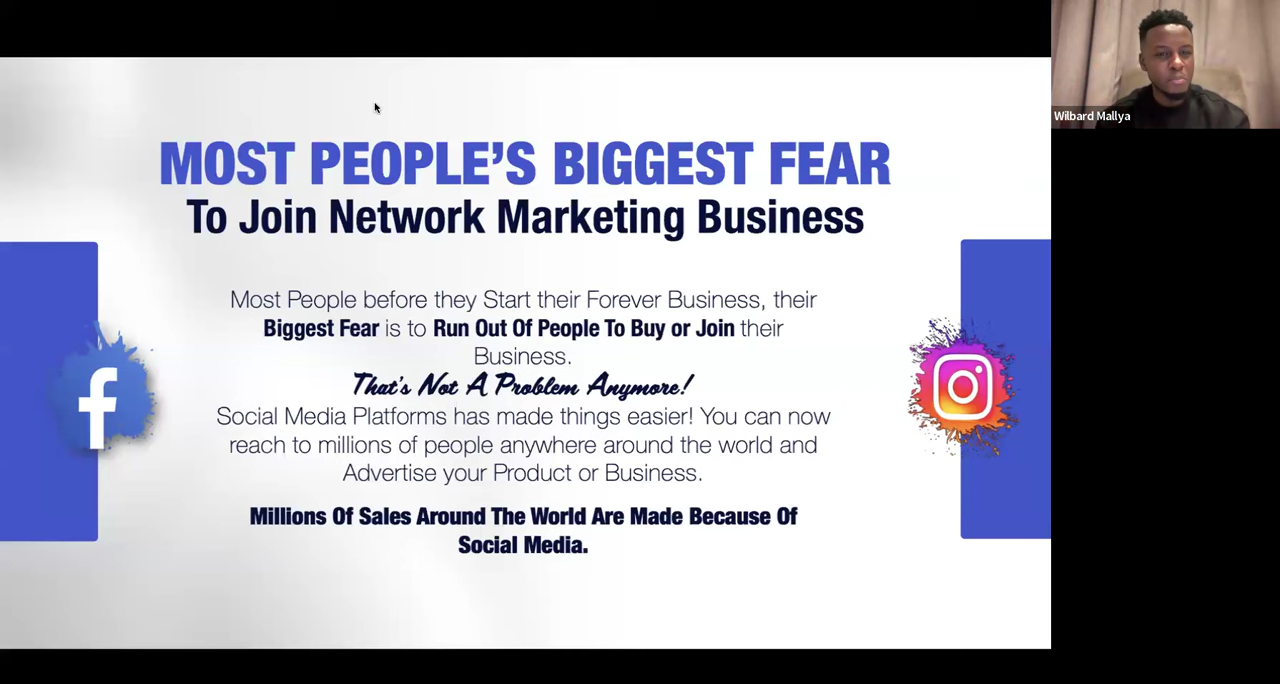 MOST PEOPLE'S BIGGEST FEAR
To Join Network Marketing Business
Most People before they Start their Forever Business, their
Biggest Fear is to Run Out Of People To Buy or Join their
Business.
That's Not A Problem Anymore!
Social Media Platforms has made things easier! You can now
reach to millions of people anywhere around the world and
Advertise your Product or Business.
Millions Of Sales Around The World Are Made Because Of
Social Media.
Wilbard Mallya